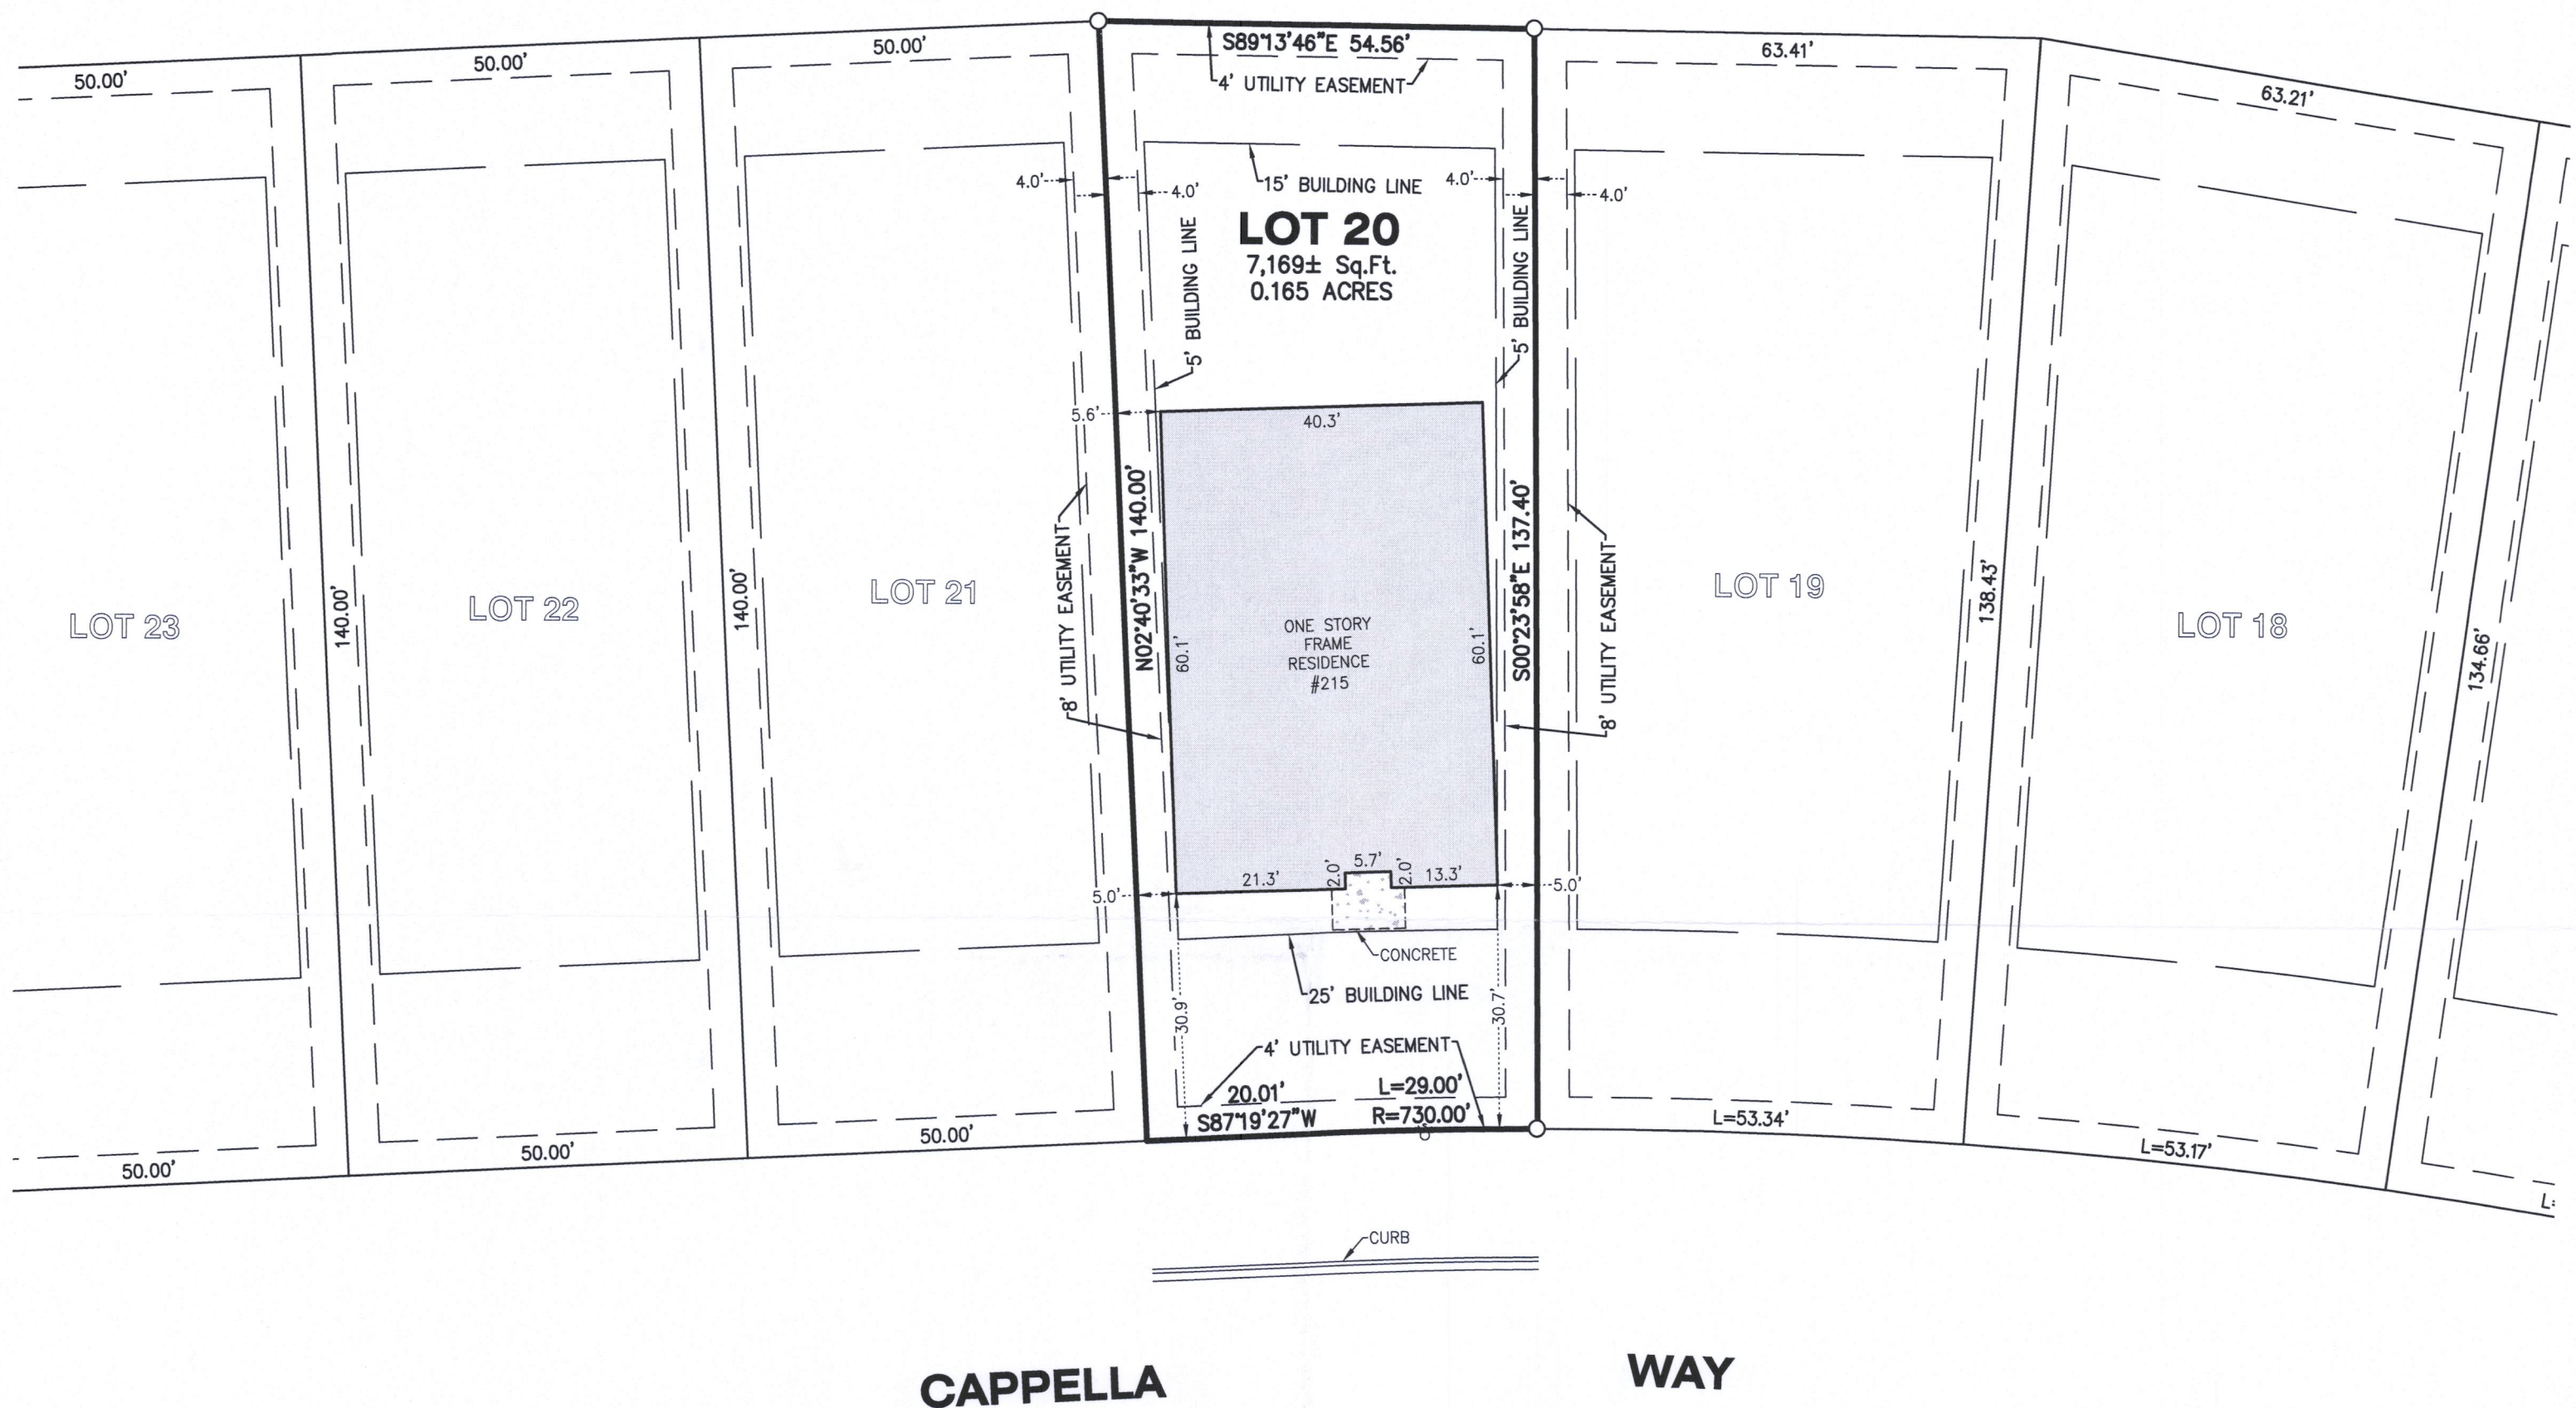 50.00'
50.00'
50.00'
S89°13'46"E 54.56'
4' UTILITY EASEMENT
63.41'
63.21'
4.0'
4.0'
15' BUILDING LINE
4.0'
4.0'
LOT 20
7,169± Sq.Ft.
0.165 ACRES
5' BUILDING LINE
5' BUILDING LINE
5.6'
40.3'
LOT 23
140.00'
LOT 22
140.00'
LOT 21
8' UTILITY EASEMENT
N02°40'33"W 140.00'
60.1'
ONE STORY
FRAME
RESIDENCE
#215
60.1'
S00°23'58"E 137.40'
8' UTILITY EASEMENT
LOT 19
138.43'
LOT 18
134.66'
5.0'
21.3'
2.0'
5.7'
2.0'
13.3'
5.0'
CONCRETE
25' BUILDING LINE
30.9'
30.7'
4' UTILITY EASEMENT
20.01'
S87°19'27"W
L=29.00'
R=730.00'
50.00'
50.00'
50.00'
L=53.34'
L=53.17'
L=
CURB
CAPPELLA WAY